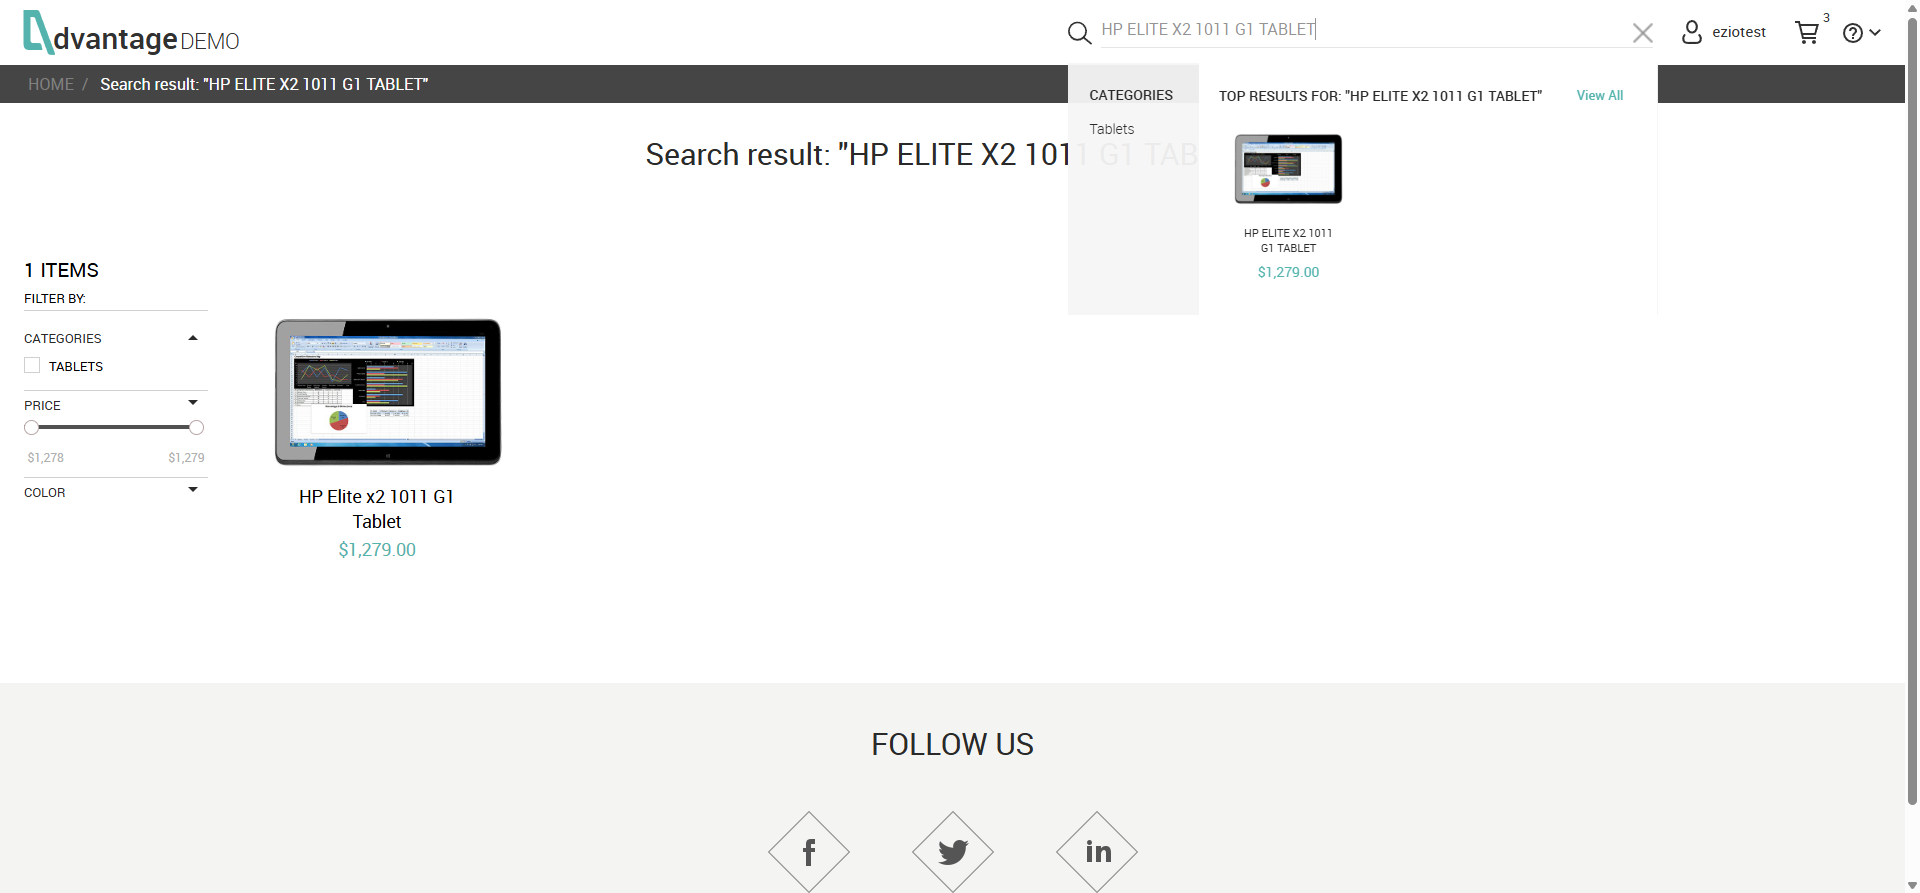 dvantage DEMO
HP ELITE X2 1011 G1 TABLET
eziotest
3
HOME / Search result: "HP ELITE X2 1011 G1 TABLET"
CATEGORIES
Tablets
TOP RESULTS FOR: "HP ELITE X2 1011 G1 TABLET"
View All
HP ELITE X2 1011
G1 TABLET
$1,279.00
Search result: "HP ELITE X2 1011 G1 TAB
1 ITEMS
FILTER BY:
CATEGORIES
TABLETS
PRICE
$1,278
$1,279
COLOR
HP Elite x2 1011 G1
Tablet
$1,279.00
FOLLOW US